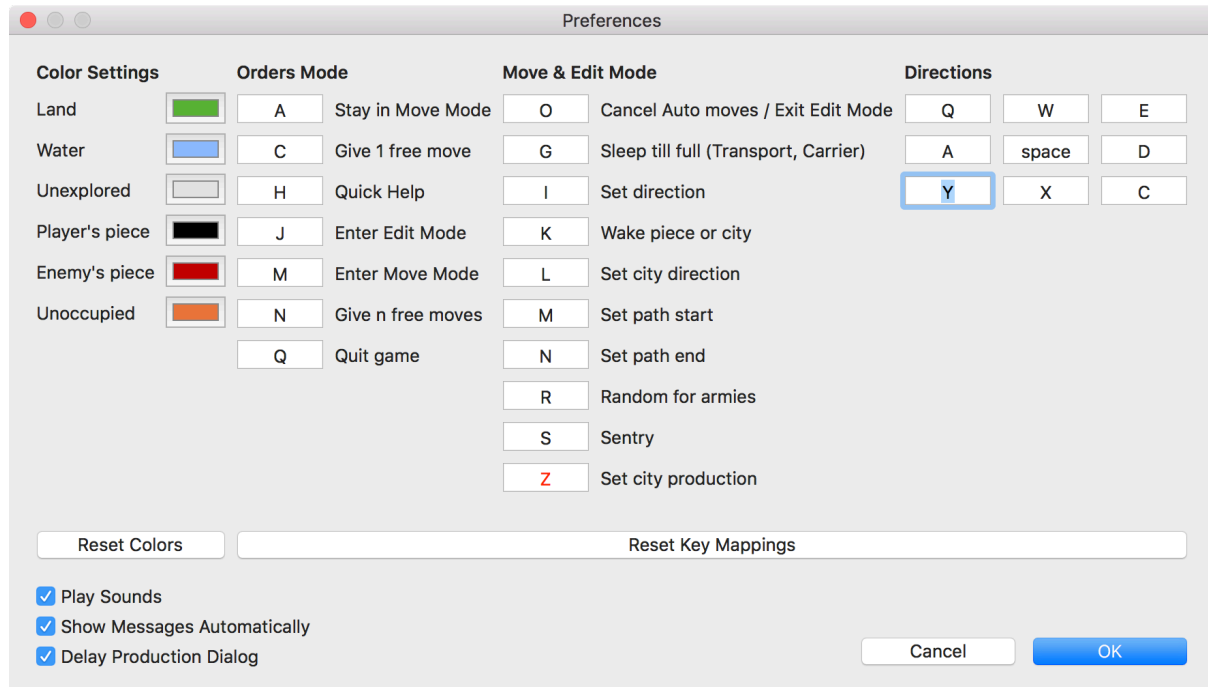 Preferences
Color Settings Orders Mode Move & Edit Mode Directions
Land A Stay in Move Mode O Cancel Auto moves / Exit Edit Mode Q W E
Water C Give 1 free move G Sleep till full (Transport, Carrier) A space D
Unexplored H Quick Help I Set direction Y X C
Player's piece J Enter Edit Mode K Wake piece or city
Enemy's piece M Enter Move Mode L Set city direction
Unoccupied N Give n free moves M Set path start
Q Quit game N Set path end
R Random for armies
S Sentry
Z Set city production
Reset Colors Reset Key Mappings
Play Sounds
Show Messages Automatically
Delay Production Dialog
Cancel OK